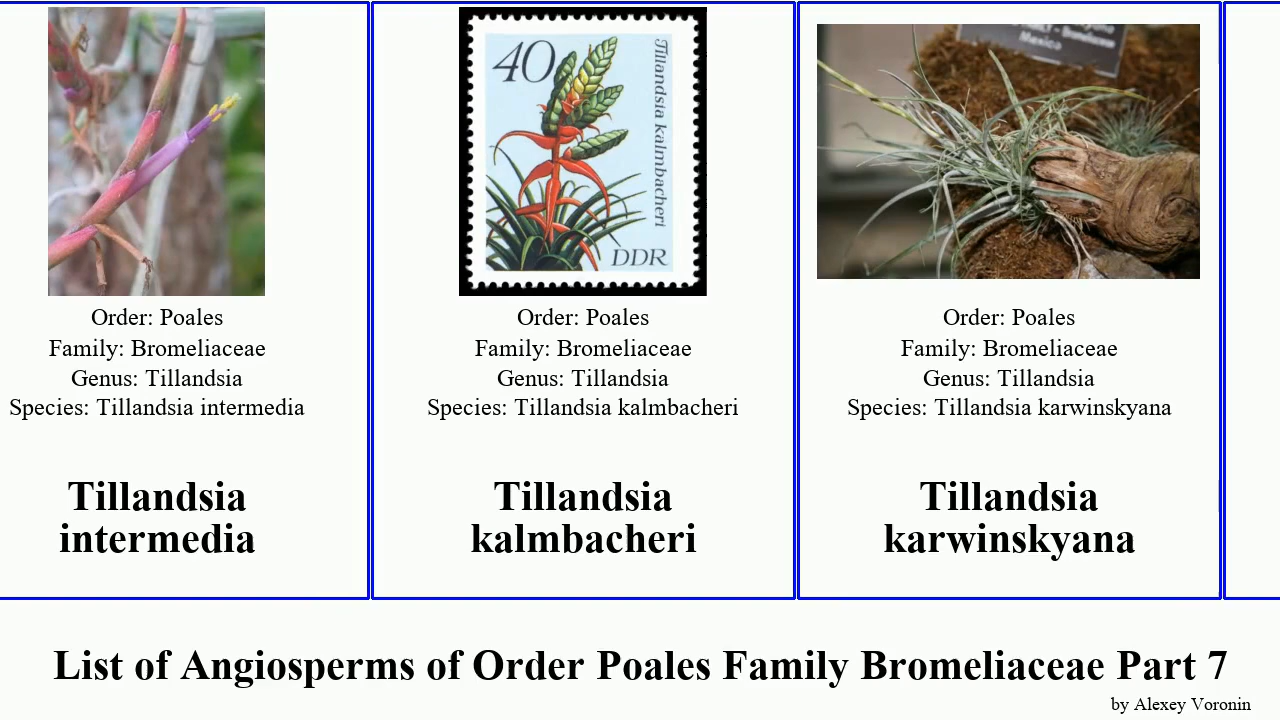 Order: Poales
Family: Bromeliaceae
Genus: Tillandsia
Species: Tillandsia intermedia
Tillandsia
intermedia
40
Tillandsia kalmbacheri
DDR
Order: Poales
Family: Bromeliaceae
Genus: Tillandsia
Species: Tillandsia kalmbacheri
Tillandsia
kalmbacheri
Mexico
Order: Poales
Family: Bromeliaceae
Genus: Tillandsia
Species: Tillandsia karwinskyana
Tillandsia
karwinskyana
List of Angiosperms of Order Poales Family Bromeliaceae Part 7
by Alexey Voronin